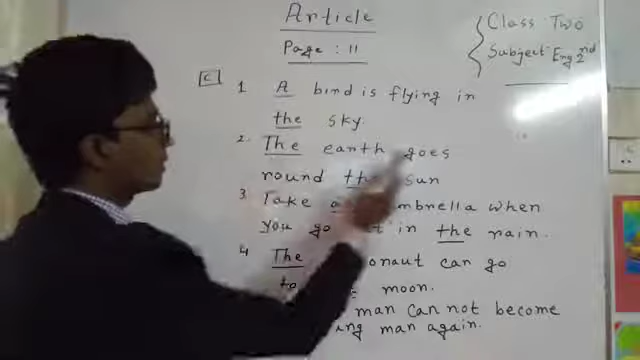 Article
Page : 11
Class Two
Subject: Eng 2nd
C
1. A bird is flying in
the sky.
2. The earth goes
round the sun
3. Take umbrella when
you go in the rain.
4. The can go
to moon.
man can not become
man again.